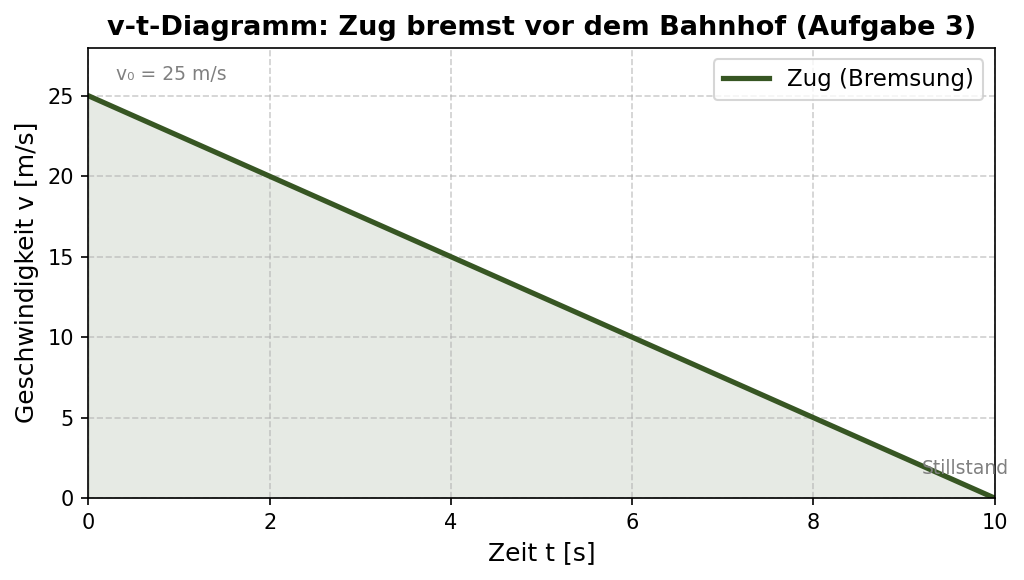 v-t-Diagramm: Zug bremst vor dem Bahnhof (Aufgabe 3)
v₀ = 25 m/s
Zug (Bremsung)
Geschwindigkeit v [m/s]
25
20
15
10
5
0
Stillstand
0 2 4 6 8 10
Zeit t [s]